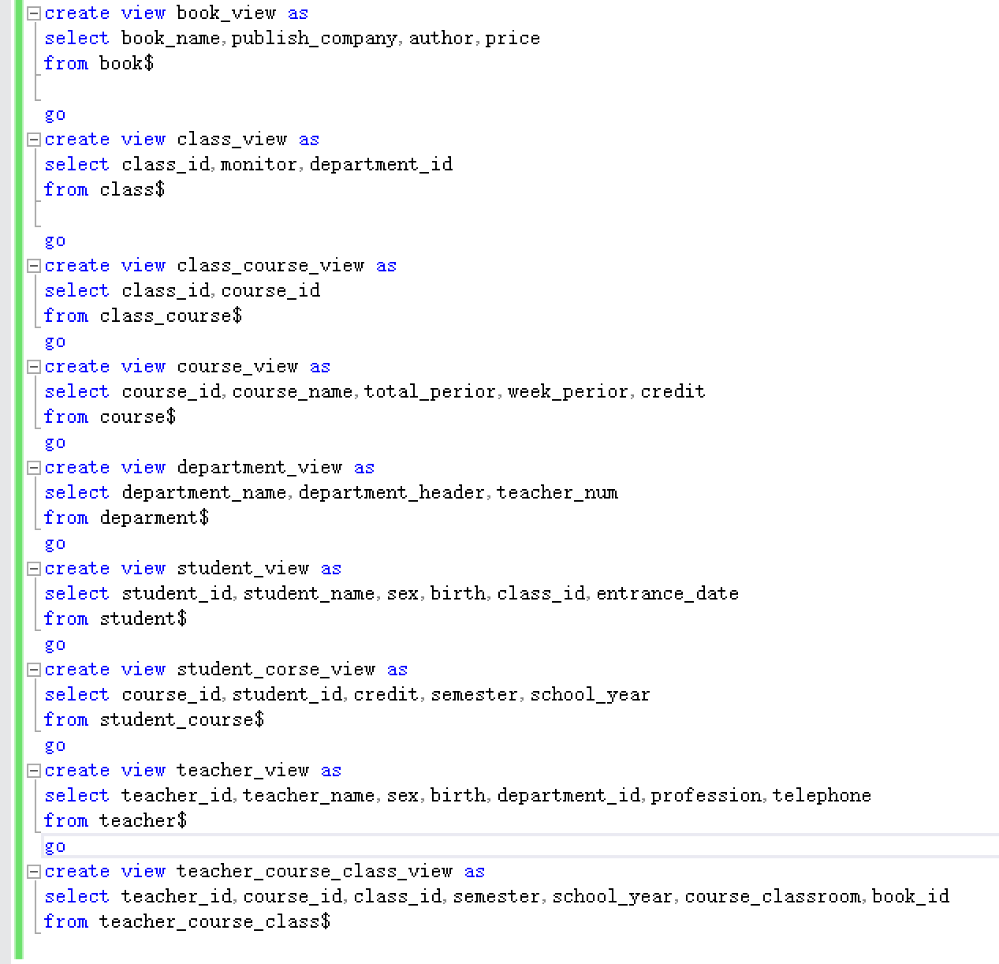 create view book_view as
select book_name,publish_company,author,price
from book$
go
create view class_view as
select class_id,monitor,department_id
from class$
go
create view class_course_view as
select class_id,course_id
from class_course$
go
create view course_view as
select course_id,course_name,total_perior,week_perior,credit
from course$
go
create view department_view as
select department_name,department_header,teacher_num
from deparment$
go
create view student_view as
select student_id,student_name,sex,birth,class_id,entrance_date
from student$
go
create view student_corse_view as
select course_id,student_id,credit,semester,school_year
from student_course$
go
create view teacher_view as
select teacher_id,teacher_name,sex,birth,department_id,profession,telephone
from teacher$
go
create view teacher_course_class_view as
select teacher_id,course_id,class_id,semester,school_year,course_classroom,book_id
from teacher_course_class$